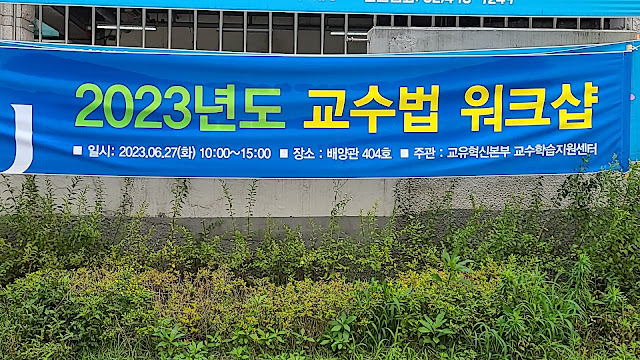 2023년도 교수법 워크샵
■ 일시: 2023.06.27(화) 10:00~15:00 ■ 장소 : 배양관 404호 ■ 주관 : 교유혁신본부 교수학습지원센터